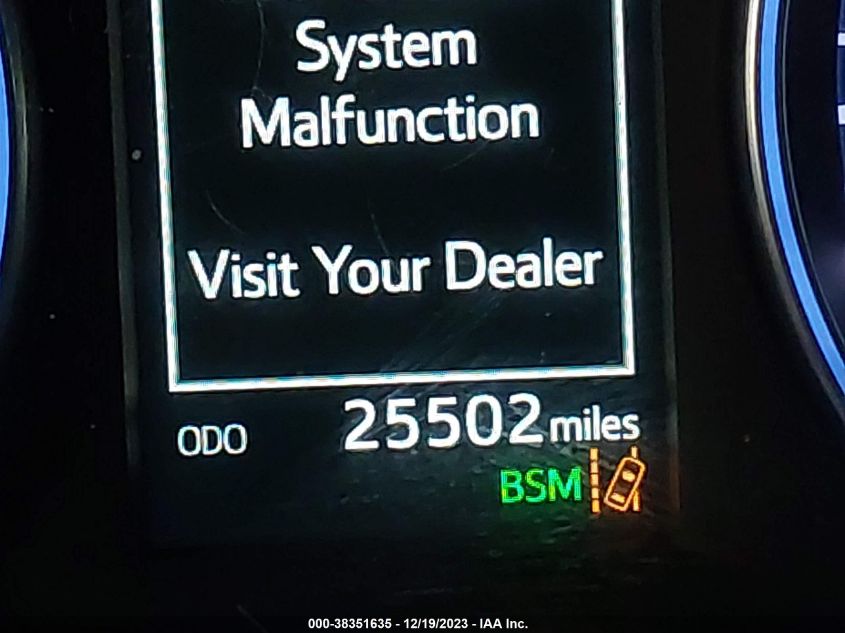 System
Malfunction
Visit Your Dealer
ODO 25502 miles
BSM
000-38351635 - 12/19/2023 - IAA Inc.